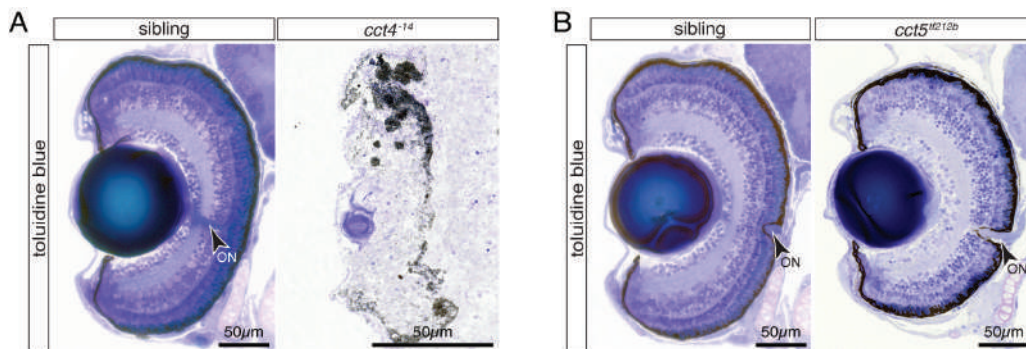 A
sibling
cct4-14
toluidine blue
ON
50µm
50µm
B
sibling
cct5tf212b
toluidine blue
ON
50µm
ON
50µm